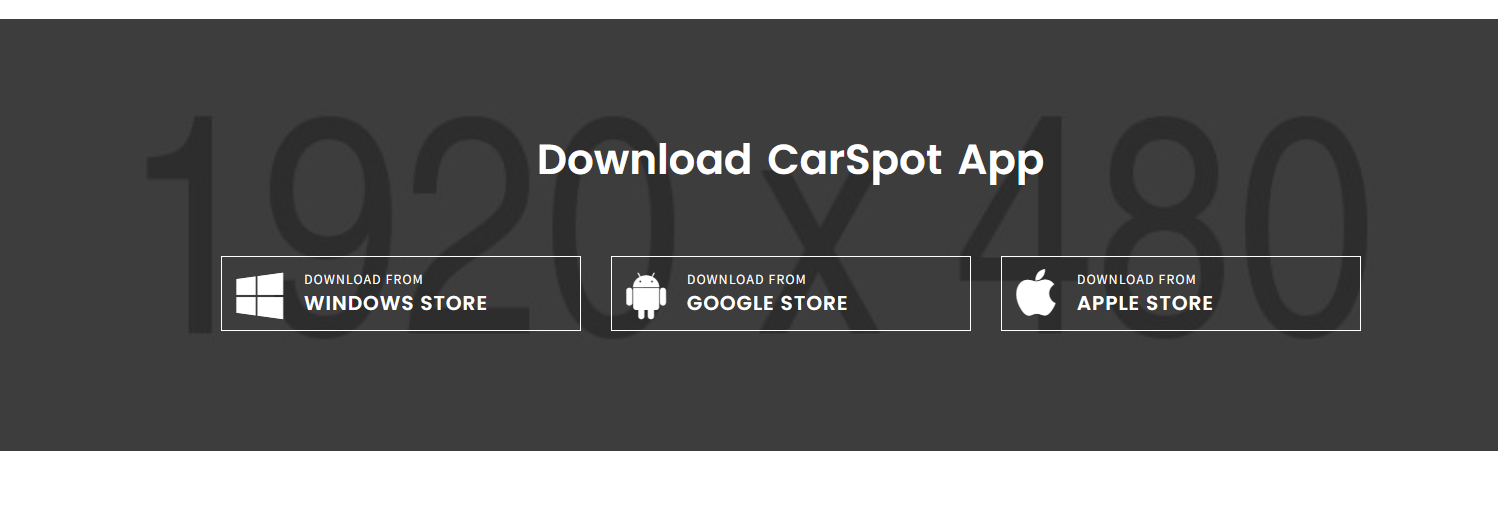 1920 x 480
Download CarSpot App
DOWNLOAD FROM
WINDOWS STORE
DOWNLOAD FROM
GOOGLE STORE
DOWNLOAD FROM
APPLE STORE